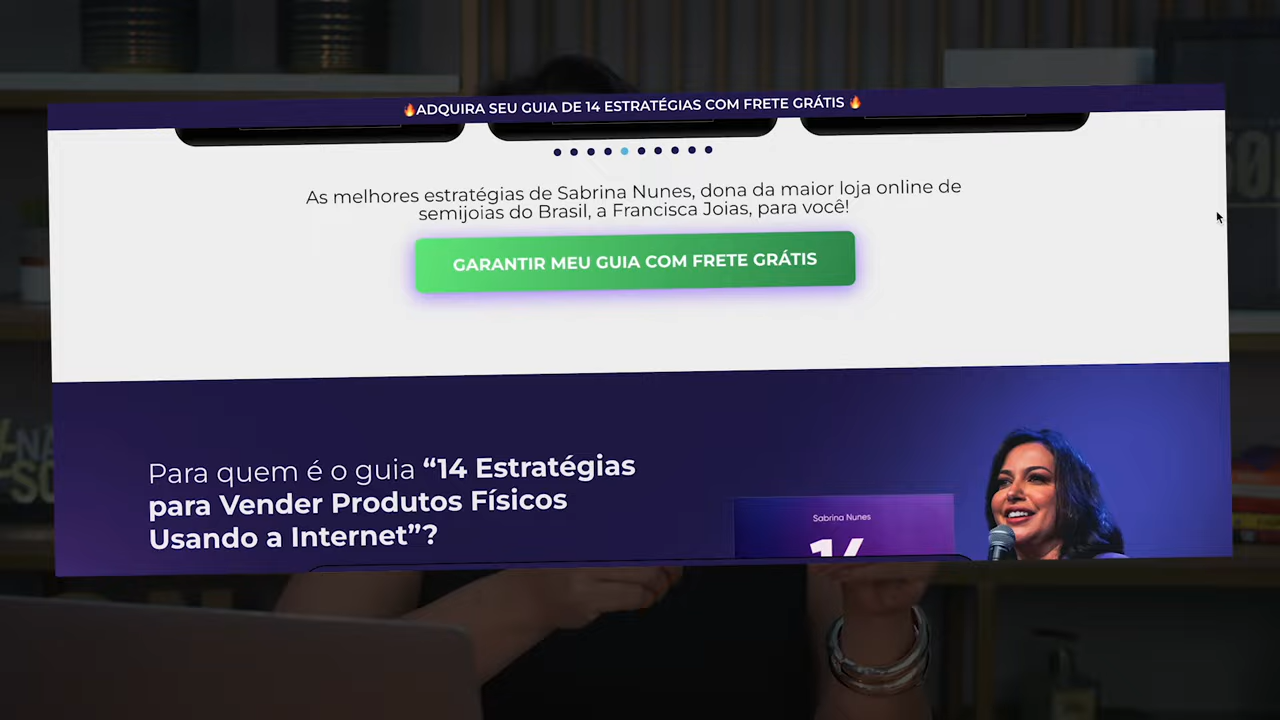 🔥ADQUIRA SEU GUIA DE 14 ESTRATÉGIAS COM FRETE GRÁTIS 🔥
As melhores estratégias de Sabrina Nunes, dona da maior loja online de
semijoias do Brasil, a Francisca Joias, para você!
GARANTIR MEU GUIA COM FRETE GRÁTIS
Para quem é o guia “14 Estratégias
para Vender Produtos Físicos
Usando a Internet”?
Sabrina Nunes
14